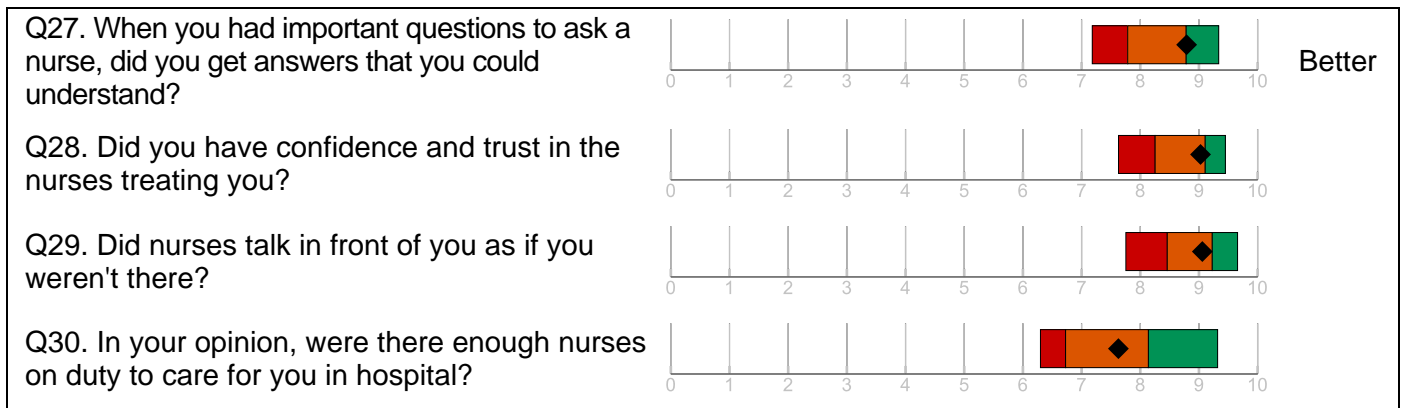 Q27. When you had important questions to ask a
nurse, did you get answers that you could
understand?
0 1 2 3 4 5 6 7 8 9 10
Better
Q28. Did you have confidence and trust in the
nurses treating you?
0 1 2 3 4 5 6 7 8 9 10
Q29. Did nurses talk in front of you as if you
weren't there?
0 1 2 3 4 5 6 7 8 9 10
Q30. In your opinion, were there enough nurses
on duty to care for you in hospital?
0 1 2 3 4 5 6 7 8 9 10